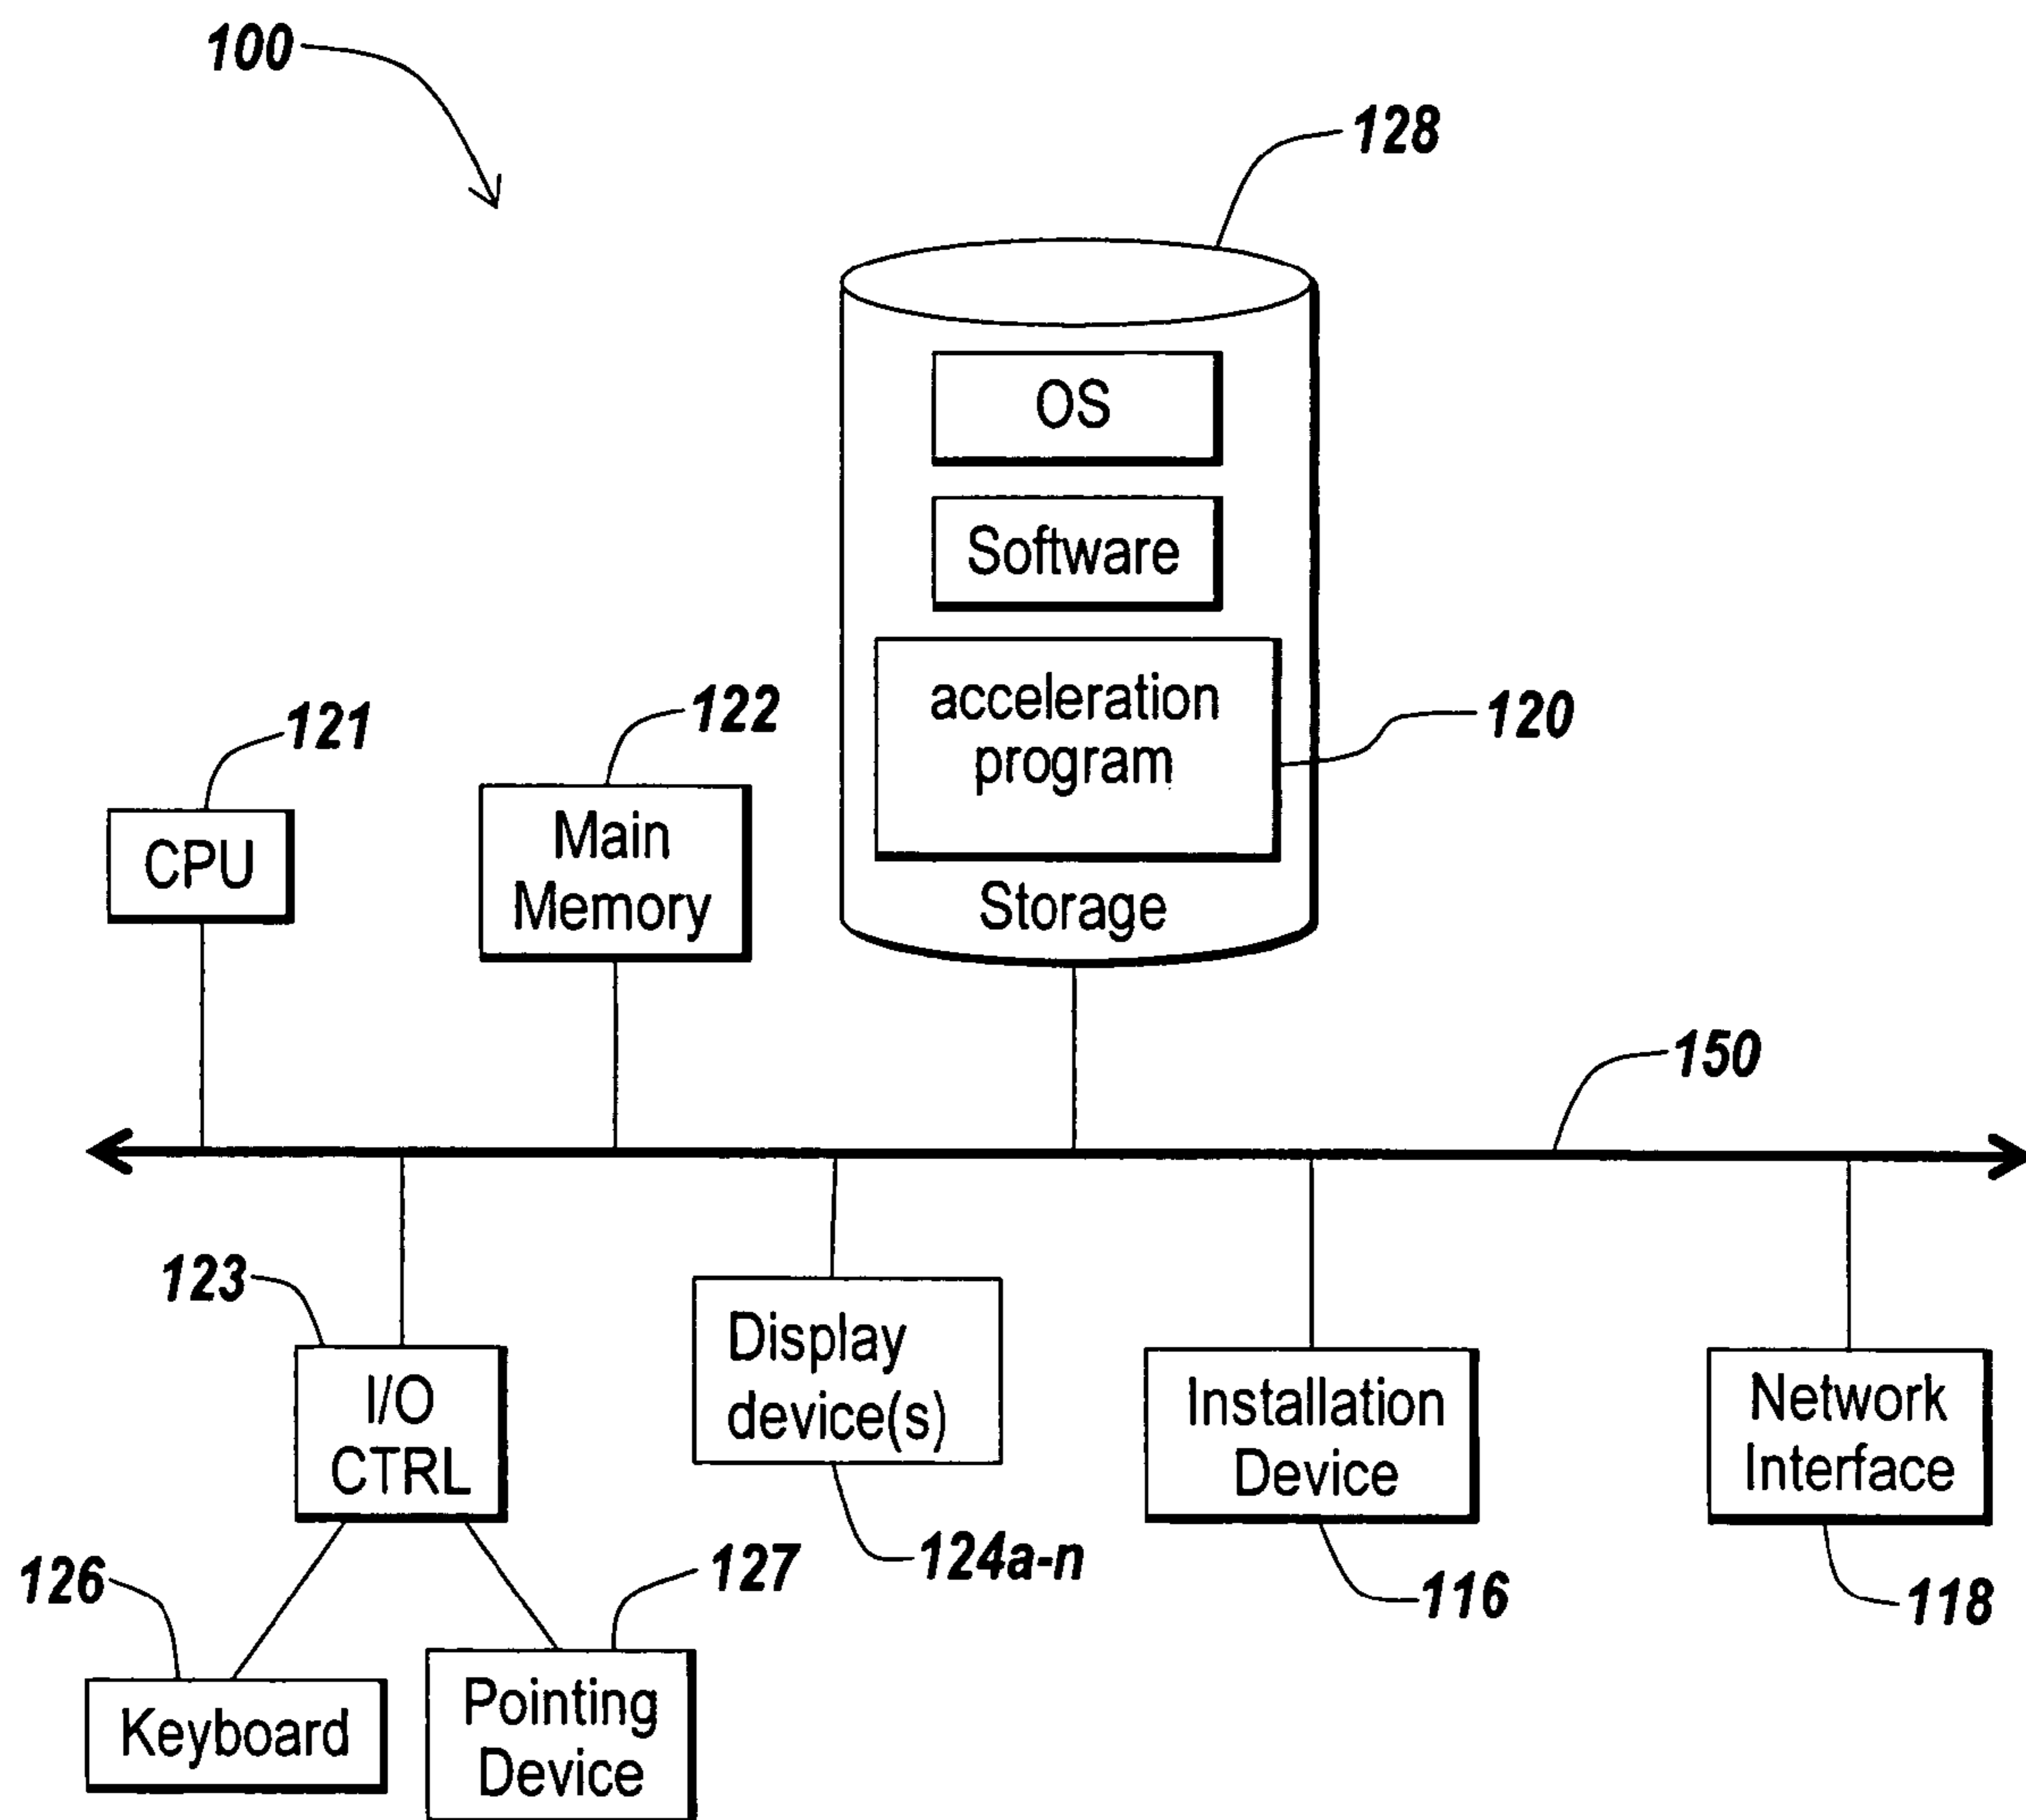 100
128
OS
Software
acceleration
program
120
Storage
121
CPU
122
Main
Memory
150
123
I/O
CTRL
Display
device(s)
124a-n
Installation
Device
116
Network
Interface
118
126
Keyboard
127
Pointing
Device